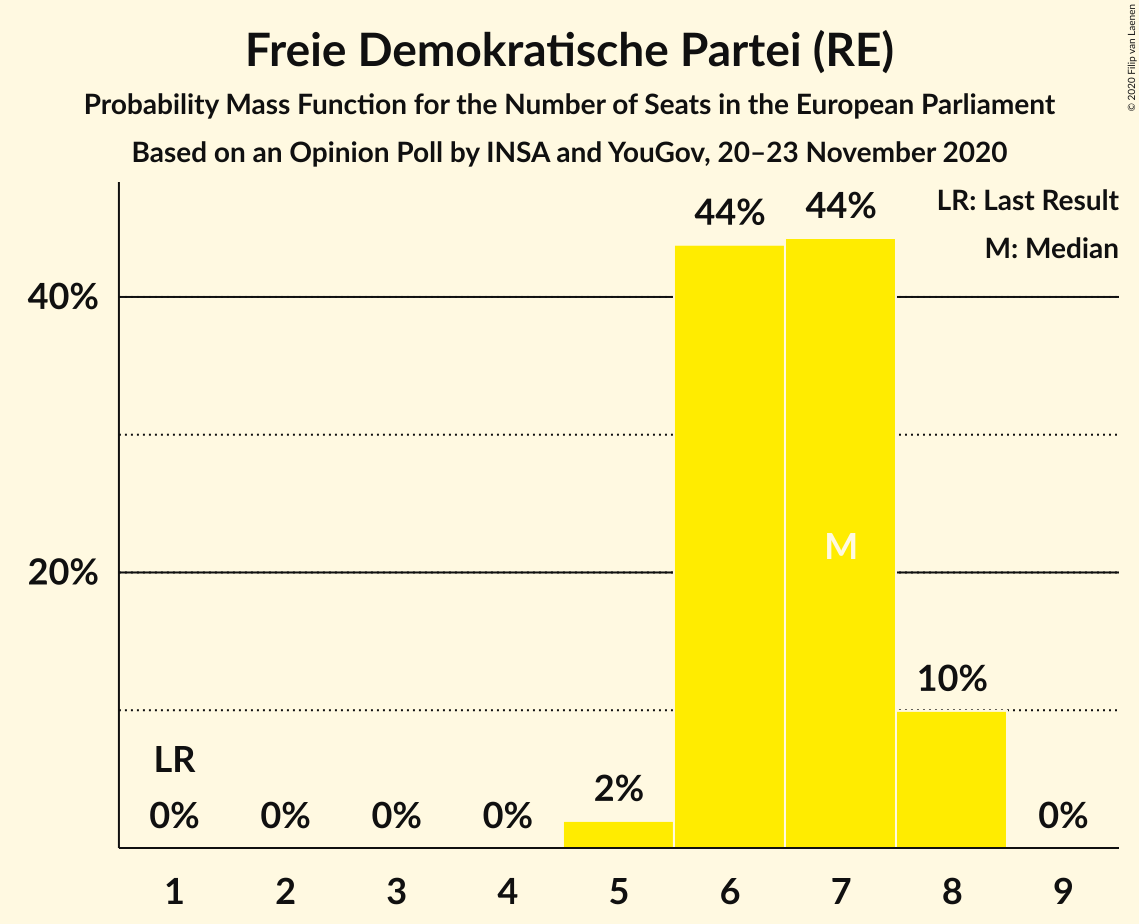 Freie Demokratische Partei (RE)
Probability Mass Function for the Number of Seats in the European Parliament
Based on an Opinion Poll by INSA and YouGov, 20–23 November 2020
© 2020 Filip van Laenen
LR: Last Result
M: Median
44%
44%
40%
M
20%
10%
LR
2%
0%
0%
0%
0%
0%
1
2
3
4
5
6
7
8
9